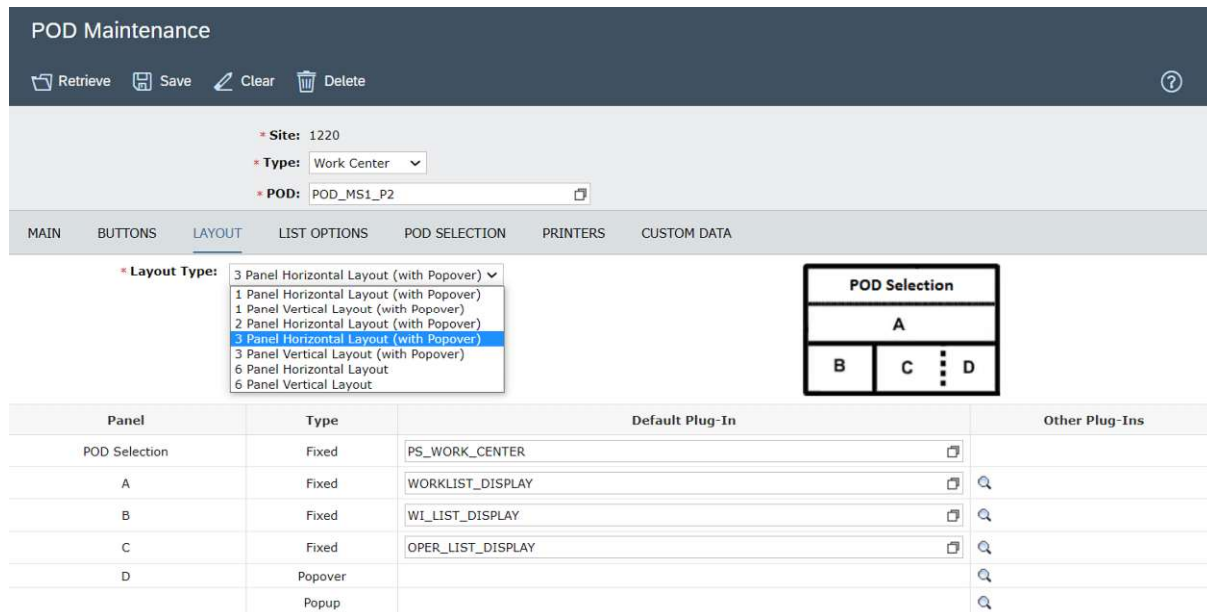 POD Maintenance
Retrieve Save Clear Delete ?
* Site: 1220
* Type: Work Center
* POD: POD_MS1_P2
MAIN BUTTONS LAYOUT LIST OPTIONS POD SELECTION PRINTERS CUSTOM DATA
* Layout Type: 3 Panel Horizontal Layout (with Popover)
1 Panel Horizontal Layout (with Popover)
1 Panel Vertical Layout (with Popover)
2 Panel Horizontal Layout (with Popover)
3 Panel Horizontal Layout (with Popover)
3 Panel Vertical Layout (with Popover)
6 Panel Horizontal Layout
6 Panel Vertical Layout
POD Selection
A
B C D
Panel Type Default Plug-In Other Plug-Ins
POD Selection Fixed PS_WORK_CENTER
A Fixed WORKLIST_DISPLAY
B Fixed WI_LIST_DISPLAY
C Fixed OPER_LIST_DISPLAY
D Popover
Popup